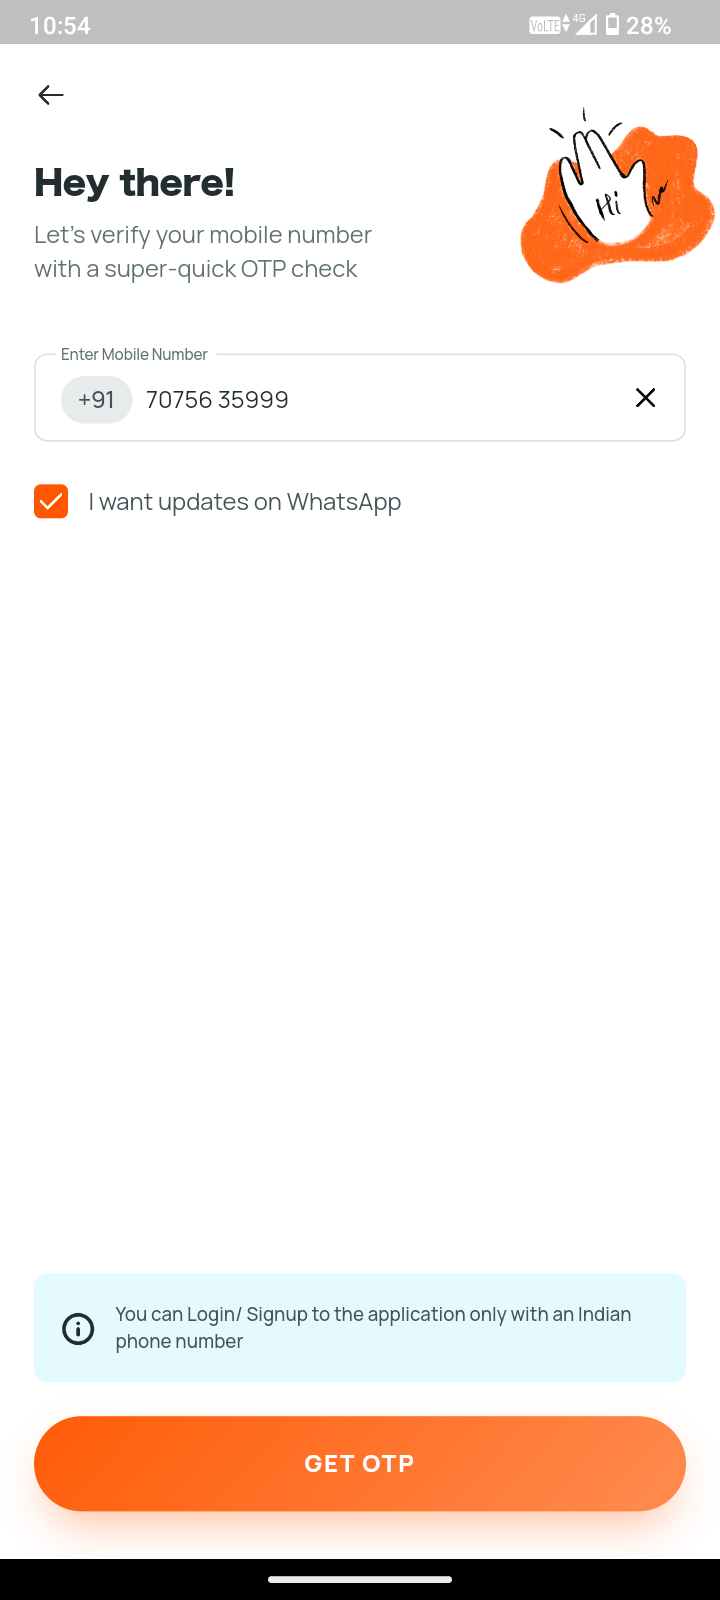 10:54
VoLTE 4G 28%
Hey there!
Hi
Let's verify your mobile number
with a super-quick OTP check
Enter Mobile Number
+91 70756 35999
I want updates on WhatsApp
You can Login/ Signup to the application only with an Indian
phone number
GET OTP